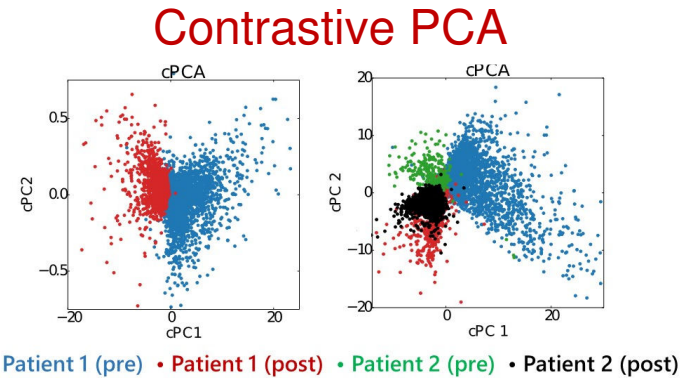 Contrastive PCA
cPCA
cPCA
0.5
0.0
−0.5
cPC2
−20
0
20
cPC1
20
10
0
−10
−20
cPC 2
0
20
cPC 1
Patient 1 (pre) • Patient 1 (post) • Patient 2 (pre) • Patient 2 (post)